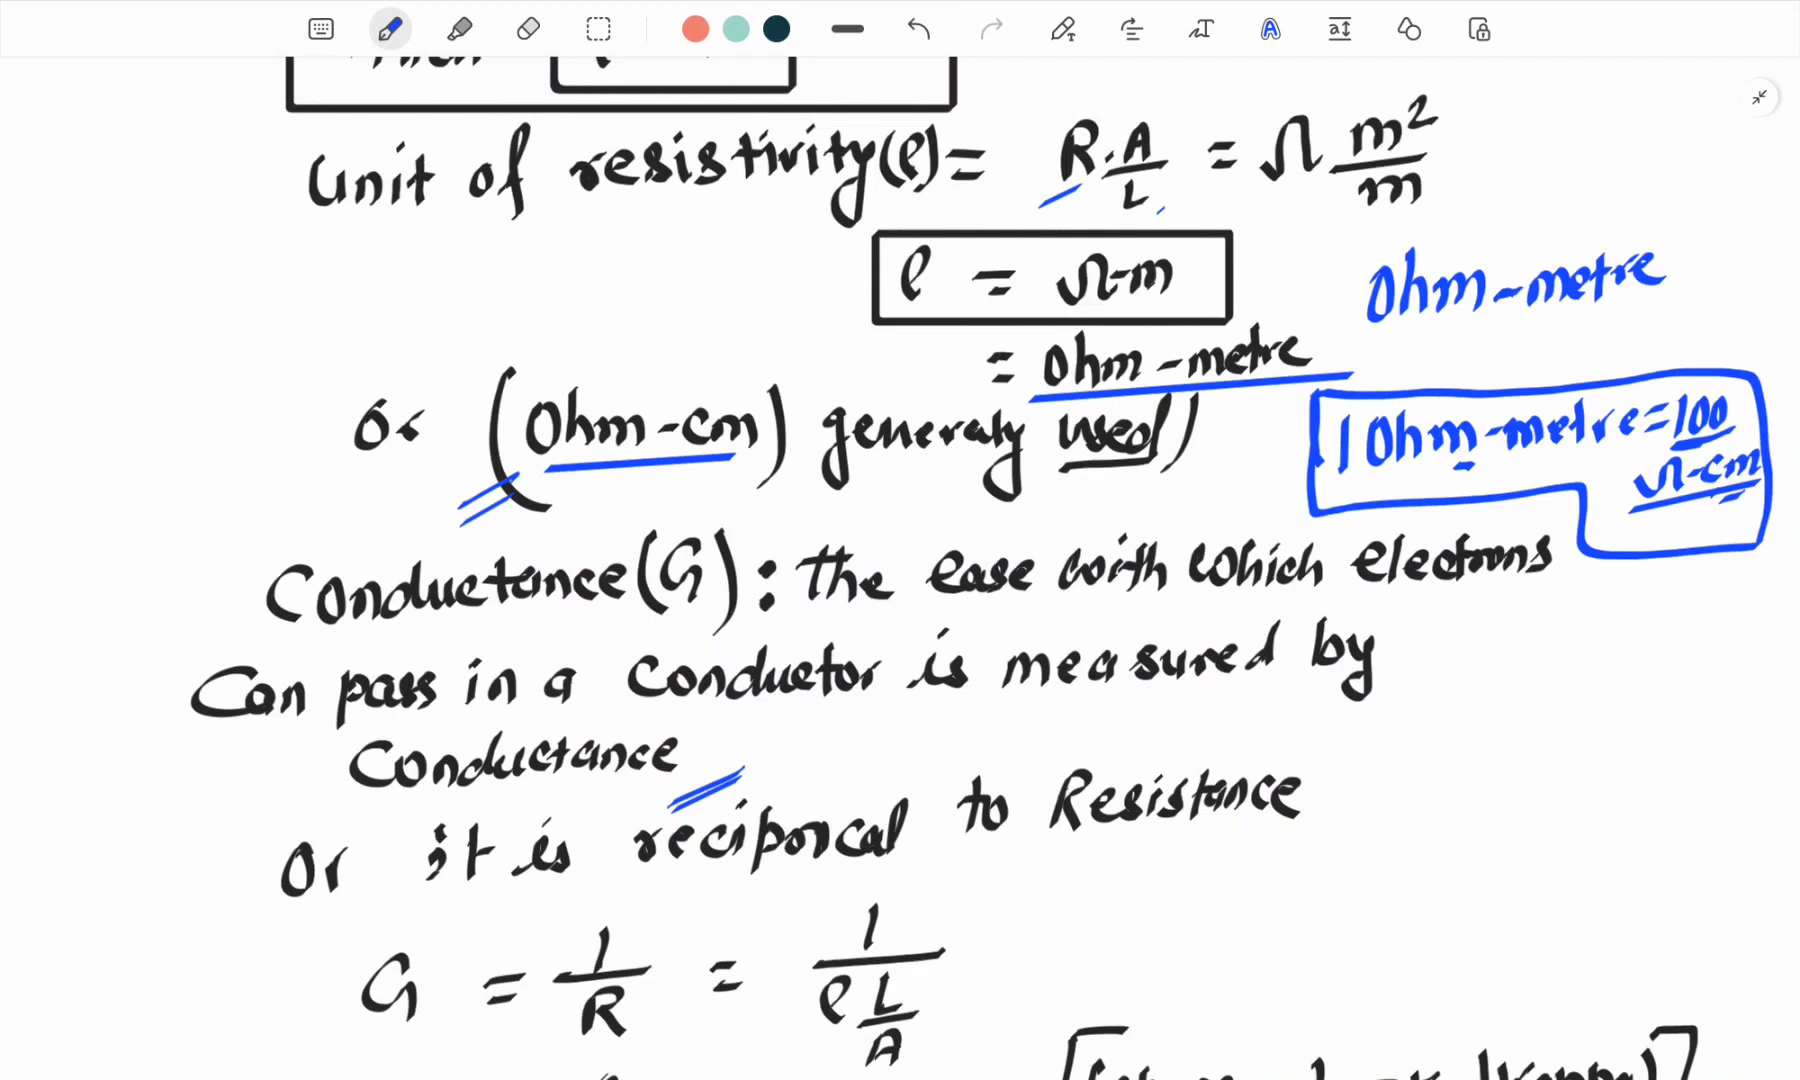 Unit of resistivity(ρ) = R.A/L = Ω m²/m
ρ = Ω-m
Ohm-metre
= Ohm-metre
Or (Ohm-cm) generaly used)
1 Ohm-metre = 100
Ω-cm
Conductance(G) : the ease with which electrons
Can pass in a conductor is measured by
Conductance
Or it is reciporcal to Resistance
G = 1/R = 1/(ρ L/A)